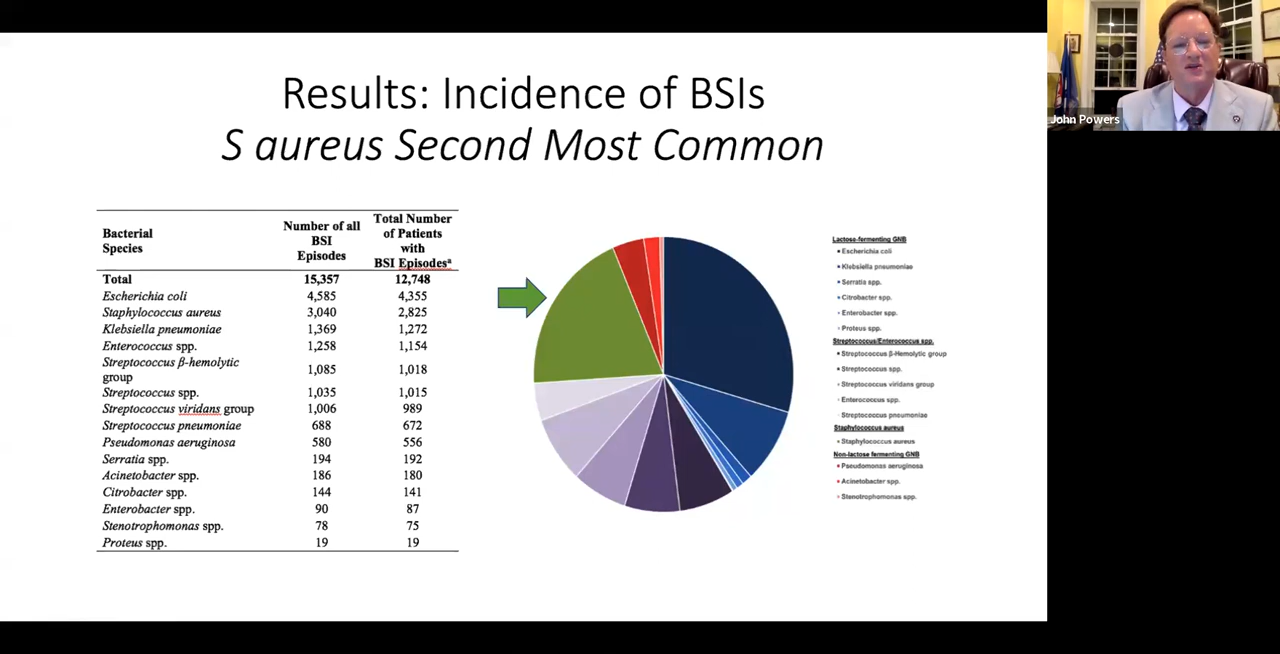 Results: Incidence of BSIs
S aureus Second Most Common
Bacterial
Species
Number of all
BSI
Episodes
Total Number
of Patients
with
BSI Episodesª
Total 15,357 12,748
Escherichia coli 4,585 4,355
Staphylococcus aureus 3,040 2,825
Klebsiella pneumoniae 1,369 1,272
Enterococcus spp. 1,258 1,154
Streptococcus β-hemolytic
group 1,085 1,018
Streptococcus spp. 1,035 1,015
Streptococcus viridans group 1,006 989
Streptococcus pneumoniae 688 672
Pseudomonas aeruginosa 580 556
Serratia spp. 194 192
Acinetobacter spp. 186 180
Citrobacter spp. 144 141
Enterobacter spp. 90 87
Stenotrophomonas spp. 78 75
Proteus spp. 19 19
Lactose-fermenting GNB
Escherichia coli
Klebsiella pneumoniae
Serratia spp.
Citrobacter spp.
Enterobacter spp.
Proteus spp.
Streptococcus/Enterococcus spp.
Streptococcus β-Hemolytic group
Streptococcus spp.
Streptococcus viridans group
Enterococcus spp.
Streptococcus pneumoniae
Staphylococcus aureus
Staphylococcus aureus
Non-lactose fermenting GNB
Pseudomonas aeruginosa
Acinetobacter spp.
Stenotrophomonas spp.
John Powers